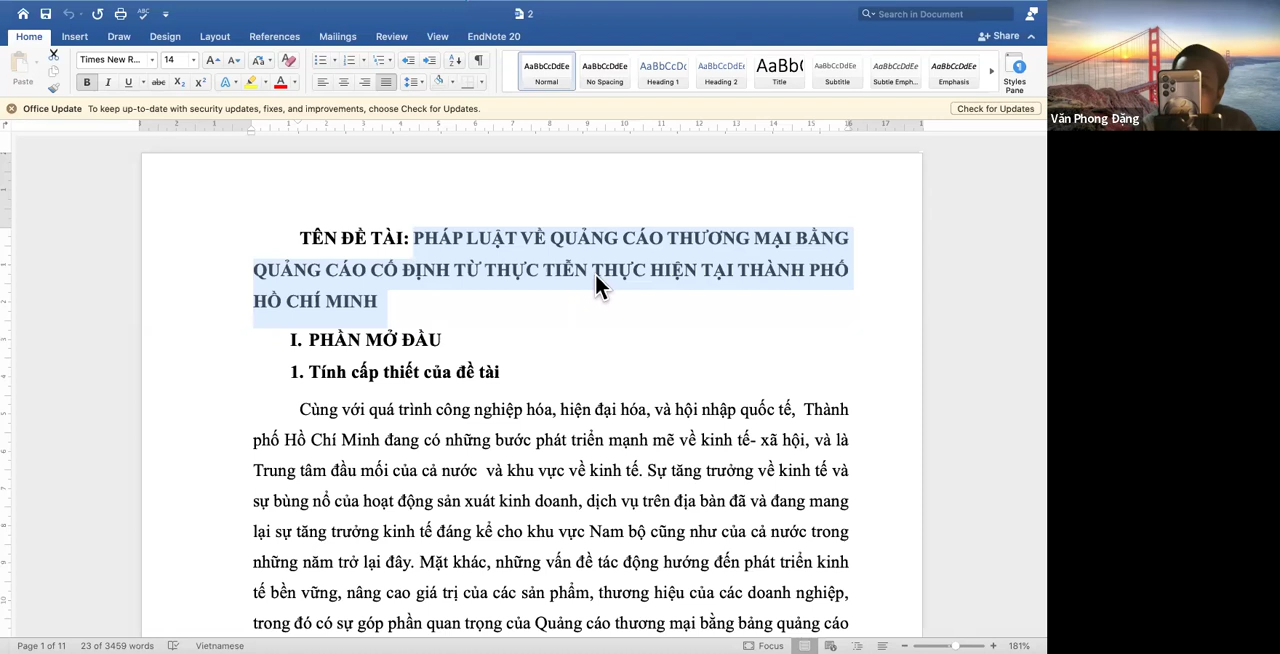 2
Search in Document
Home Insert Draw Design Layout References Mailings Review View EndNote 20
Share
Paste
Times New R... 14
B I U abc X2 X2 A A
AaBbCcDdEe AaBbCcDdEe AaBbCcDc AaBbCcDdEe AaBb( AaBbCcDdEe AaBbCcDdEe AaBbCcDdEe
Normal No Spacing Heading 1 Heading 2 Title Subtitle Subtle Emph... Emphasis
Styles
Pane
Office Update To keep up-to-date with security updates, fixes, and improvements, choose Check for Updates.
Check for Updates
Văn Phong Đặng
TÊN ĐỀ TÀI: PHÁP LUẬT VỀ QUẢNG CÁO THƯƠNG MẠI BẰNG
QUẢNG CÁO CỐ ĐỊNH TỪ THỰC TIỄN THỰC HIỆN TẠI THÀNH PHỐ
HỒ CHÍ MINH
I. PHẦN MỞ ĐẦU
1. Tính cấp thiết của đề tài
Cùng với quá trình công nghiệp hóa, hiện đại hóa, và hội nhập quốc tế, Thành
phố Hồ Chí Minh đang có những bước phát triển mạnh mẽ về kinh tế- xã hội, và là
Trung tâm đầu mối của cả nước và khu vực về kinh tế. Sự tăng trưởng về kinh tế và
sự bùng nổ của hoạt động sản xuất kinh doanh, dịch vụ trên địa bàn đã và đang mang
lại sự tăng trưởng kinh tế đáng kể cho khu vực Nam bộ cũng như của cả nước trong
những năm trở lại đây. Mặt khác, những vấn đề tác động hướng đến phát triển kinh
tế bền vững, nâng cao giá trị của các sản phẩm, thương hiệu của các doanh nghiệp,
trong đó có sự góp phần quan trọng của Quảng cáo thương mại bằng bảng quảng cáo
Page 1 of 11 23 of 3459 words Vietnamese
Focus
181%